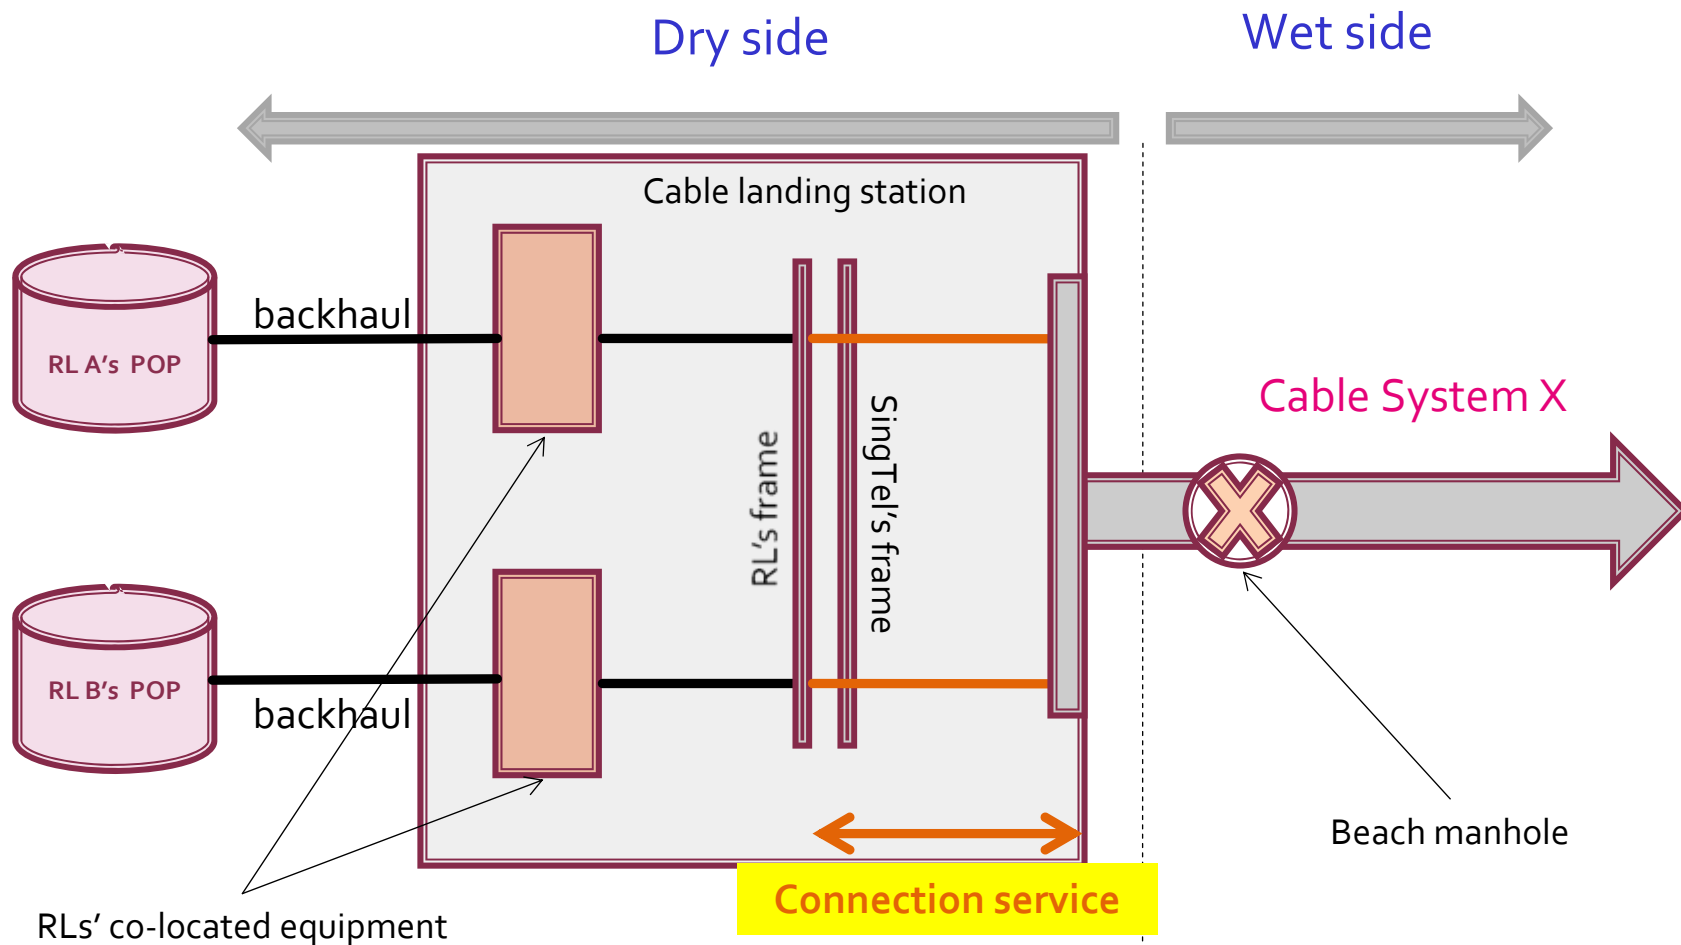 Dry side
Wet side
Cable landing station
backhaul
RL A's POP
Cable System X
RL's frame
SingTel's frame
RL B's POP
backhaul
Beach manhole
Connection service
RLs' co-located equipment